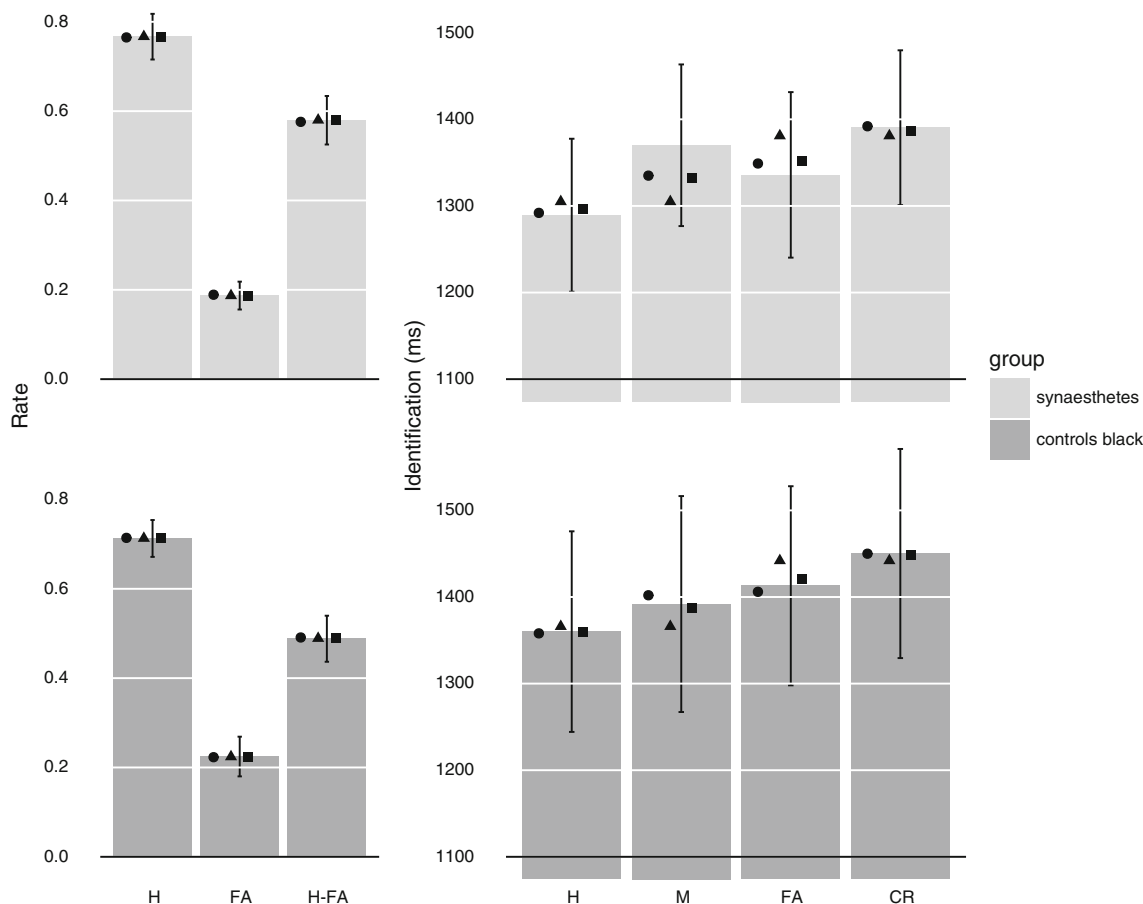 0.8
0.6
0.4
0.2
0.0
Rate
0.8
0.6
0.4
0.2
0.0
H FA H-FA
1500
1400
1300
1200
1100
Identification (ms)
1500
1400
1300
1200
1100
H M FA CR
group
synaesthetes
controls black